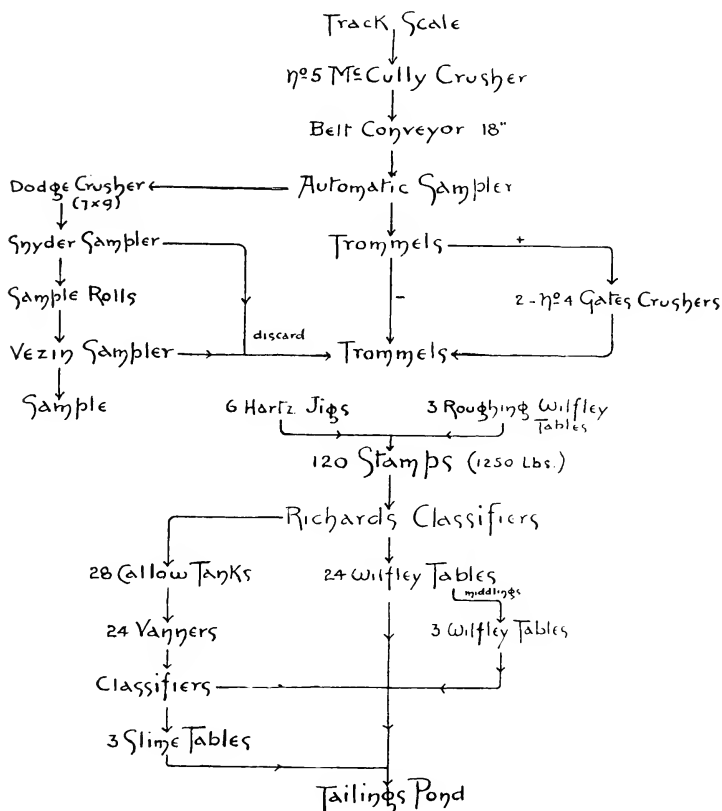 Track Scale
No 5 McCully Crusher
Belt Conveyor 18"
Dodge Crusher
(7x9)
Automatic Sampler
Snyder Sampler
Trommels
+
Sample Rolls
-
2-No 4 Gates Crushers
discard
Vezin Sampler
Trommels
Sample
6 Hartz Jigs
3 Roughing Wilfley
Tables
120 Stamps (1250 Lbs.)
Richards Classifiers
28 Callow Tanks
24 Wilfley Tables
middlings
24 Vanners
3 Wilfley Tables
Classifiers
3 Slime Tables
Tailings Pond